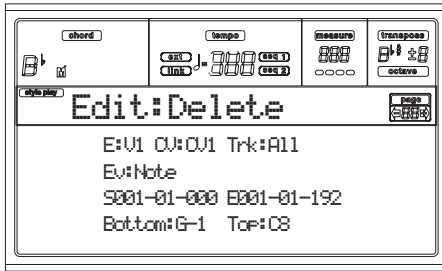 chord tempo measure transpose
ext seq 1
link seq 2
octave
style play Edit:Delete page
E:V1 CV:CV1 Trk:All
Ev:Note
S001-01-000 E001-01-192
Bottom:G-1 Top:C8